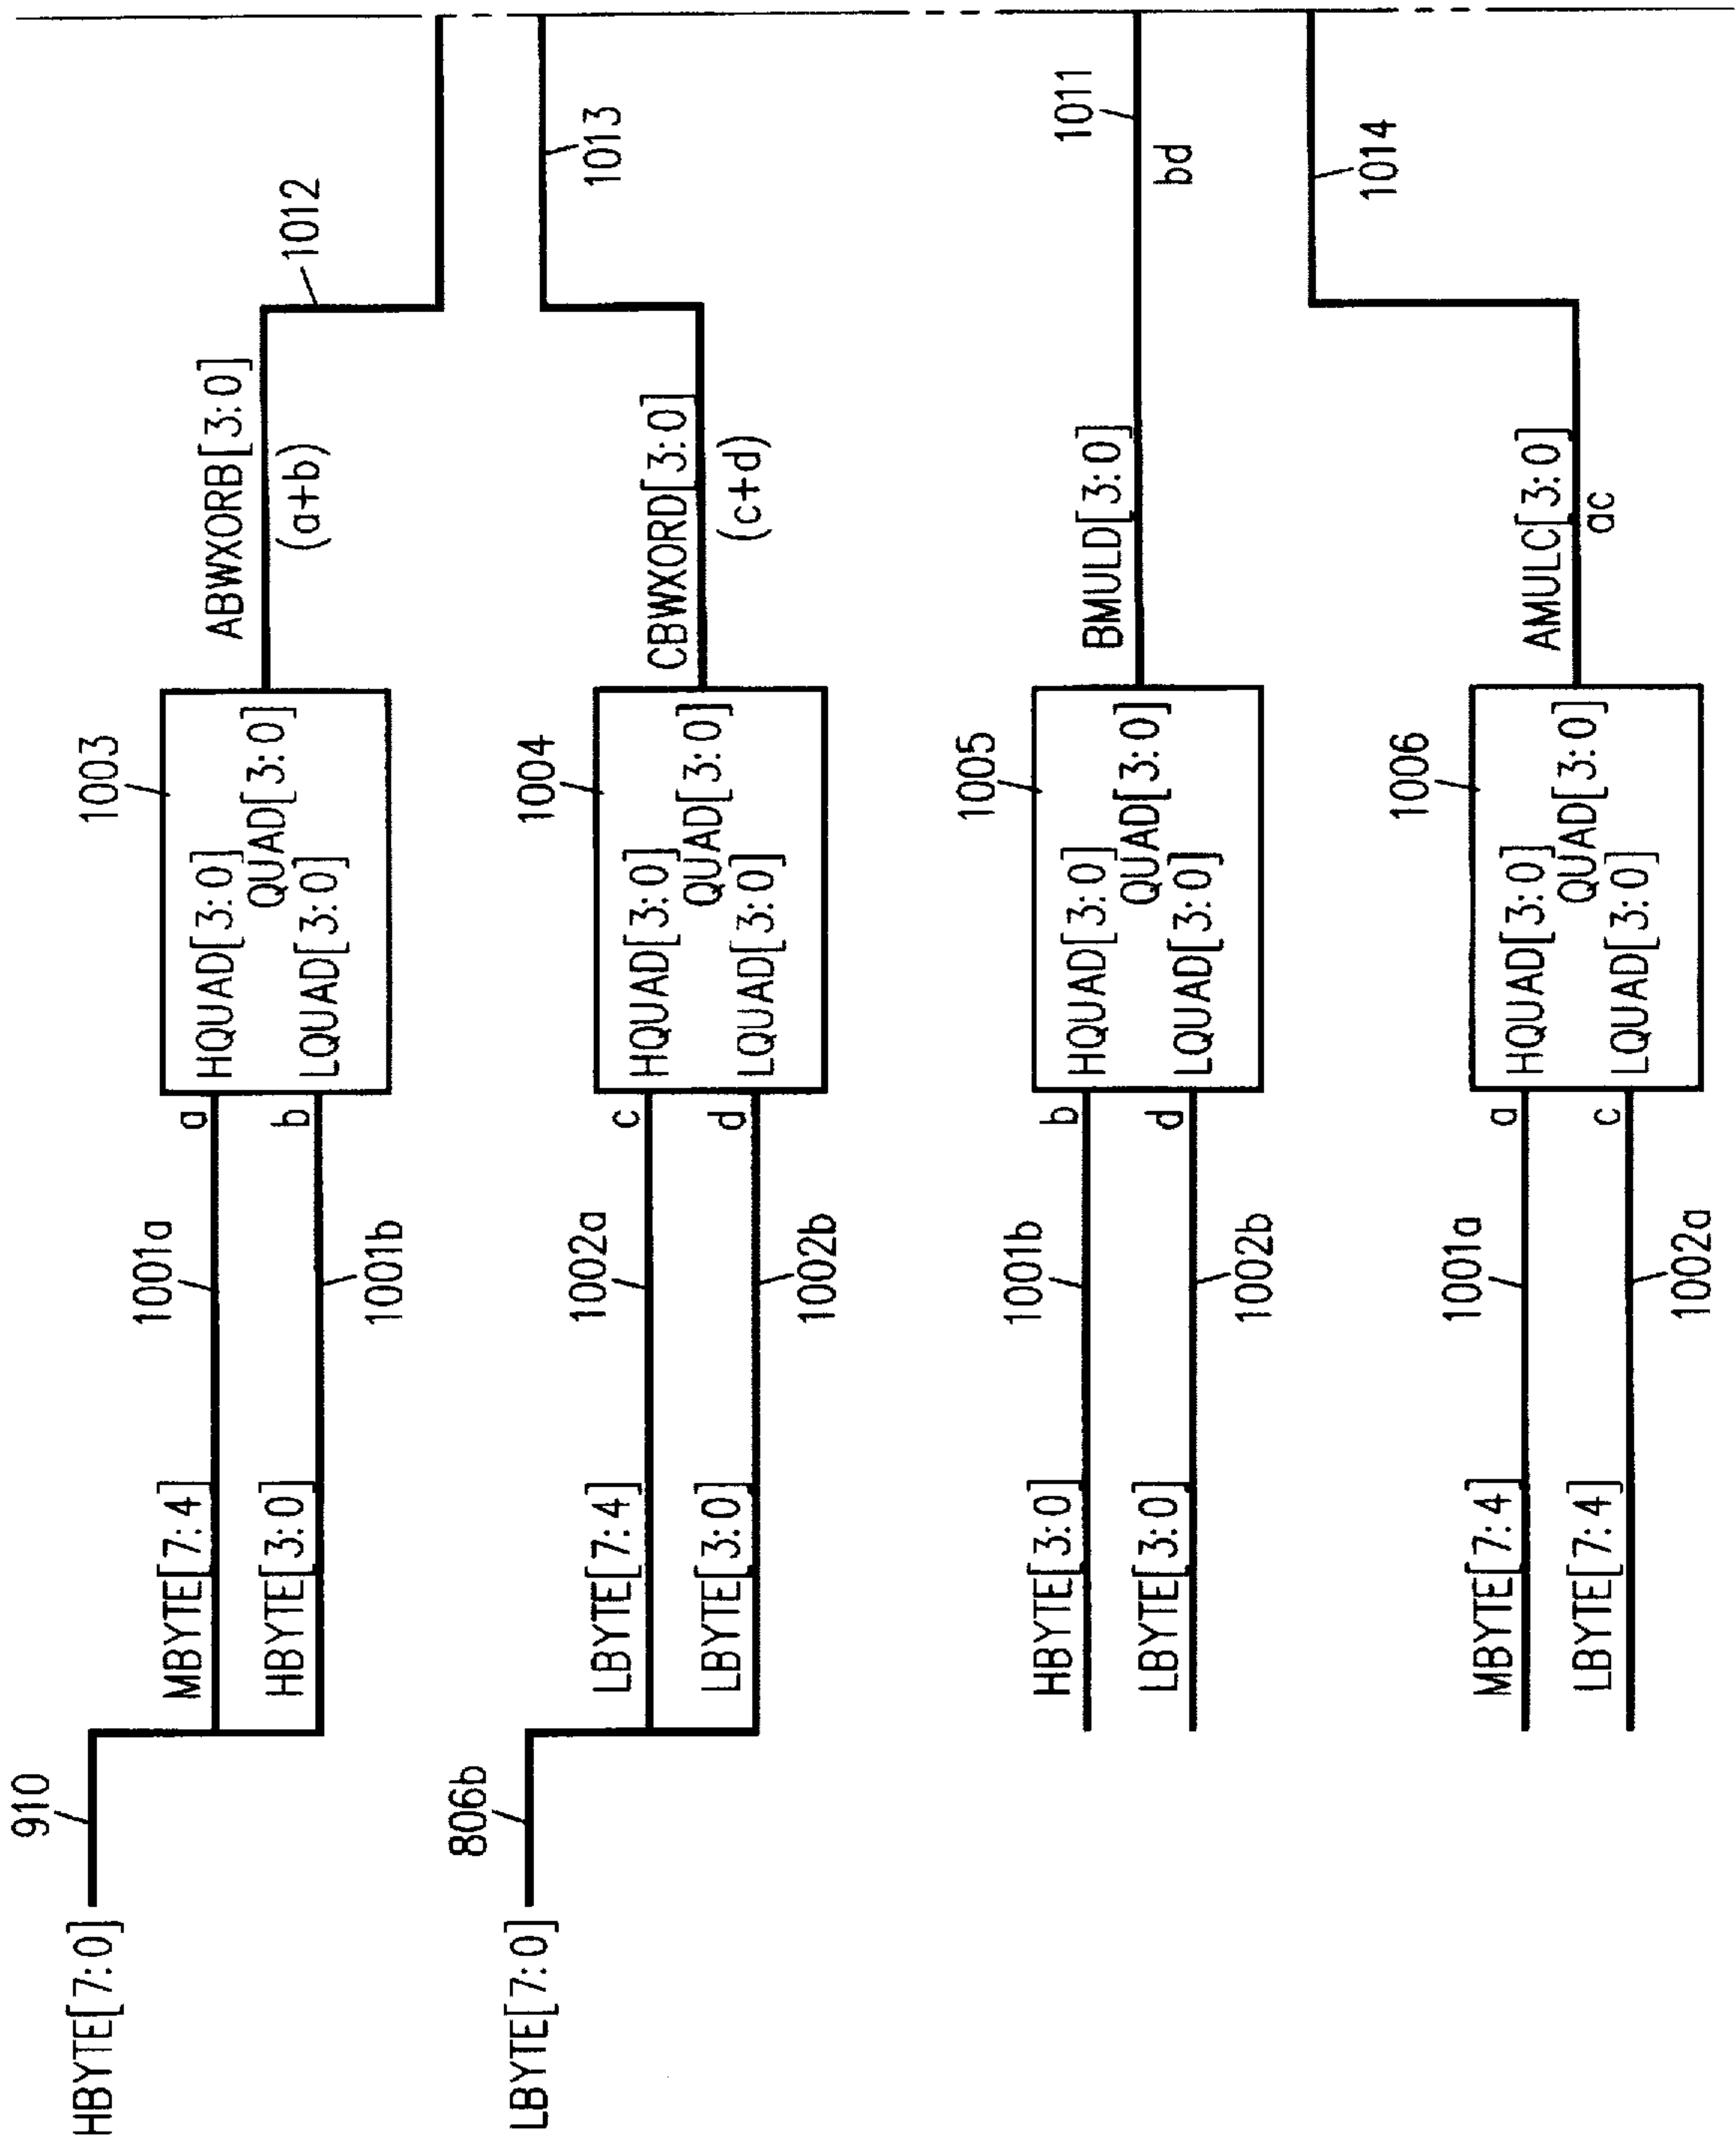 HBYTE[7:0]
910
MBYTE[7:4]
HBYTE[3:0]
1001a
1001b
a
b
1003
HQUAD[3:0]
QUAD[3:0]
LQUAD[3:0]
ABWXORB[3:0]
(a+b)
1012
LBYTE[7:0]
806b
LBYTE[7:4]
LBYTE[3:0]
1002a
1002b
c
d
1004
HQUAD[3:0]
QUAD[3:0]
LQUAD[3:0]
CBWXORD[3:0]
(c+d)
1013
HBYTE[3:0]
LBYTE[3:0]
1001b
1002b
b
d
1005
HQUAD[3:0]
QUAD[3:0]
LQUAD[3:0]
BMULD[3:0]
1011
bd
MBYTE[7:4]
LBYTE[7:4]
1001a
1002a
a
c
1006
HQUAD[3:0]
QUAD[3:0]
LQUAD[3:0]
AMULC[3:0]
ac
1014